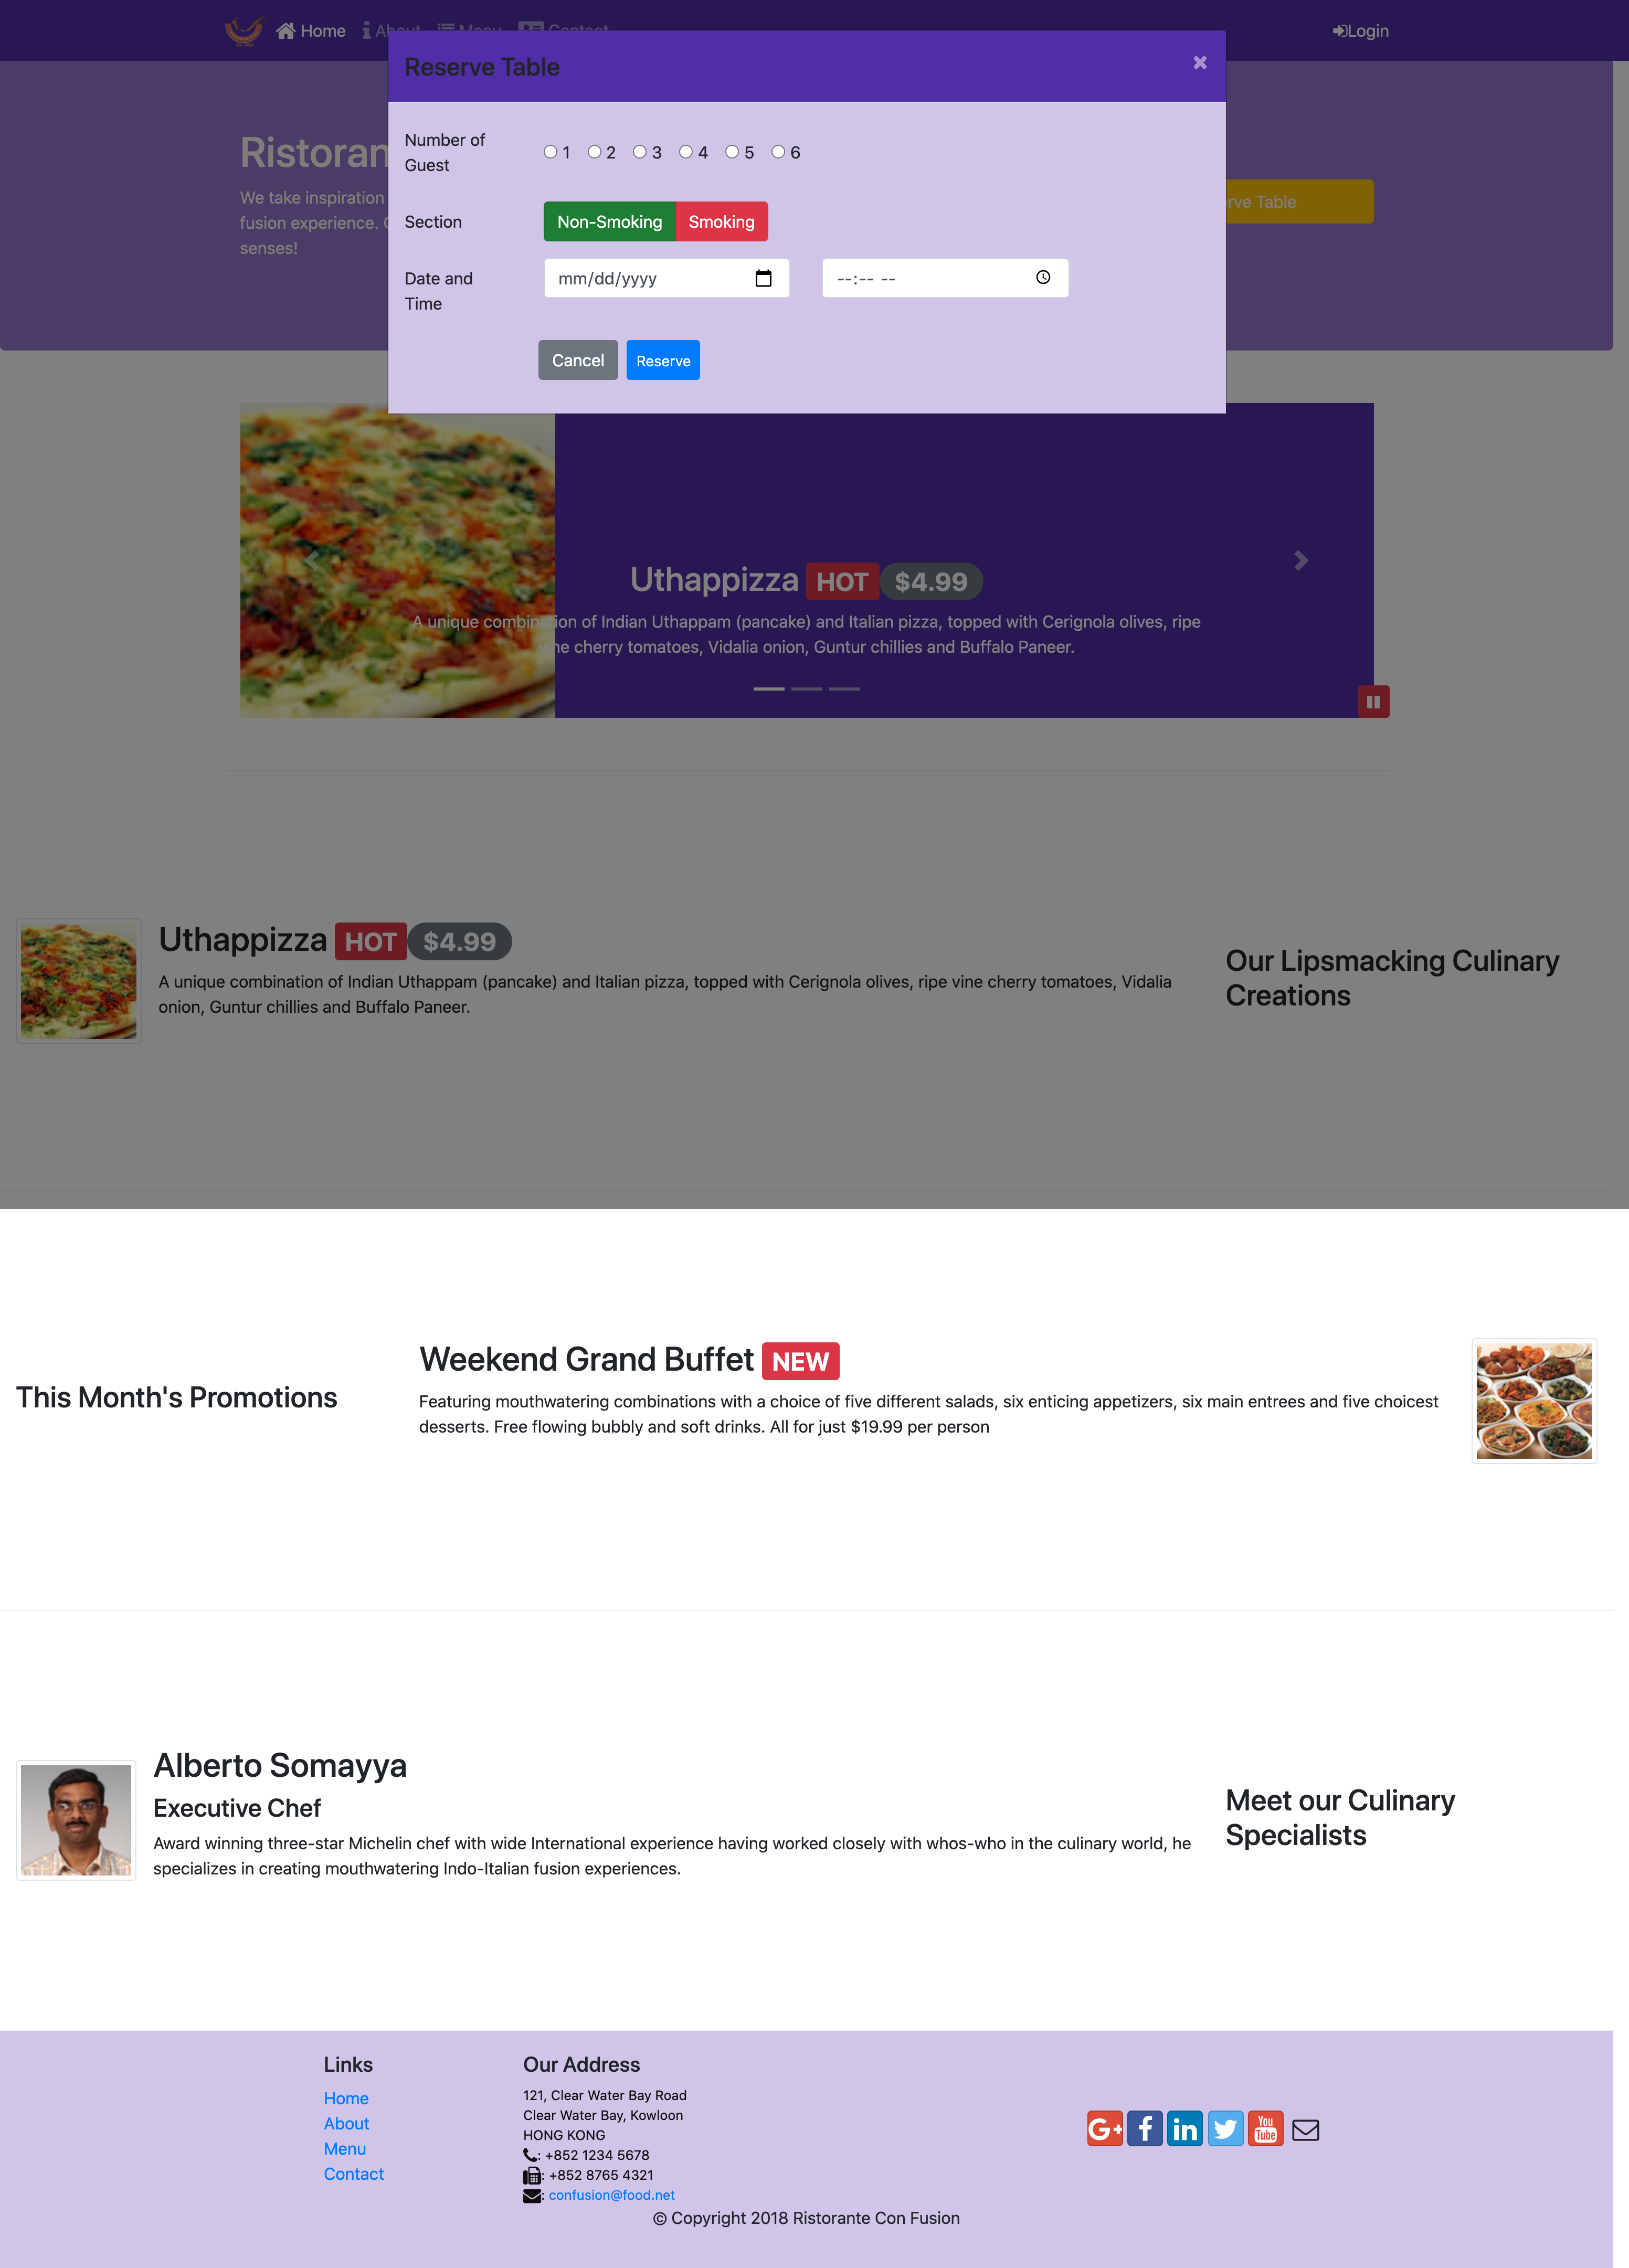 Home About Menu Contact Login
Reserve Table ×
Number of Guest
1 2 3 4 5 6
Section
Non-Smoking Smoking
Date and Time
mm/dd/yyyy --:-- --
Cancel Reserve
Ristoran
We take inspiration
fusion experience.
senses!
rve Table
Uthappizza HOT $4.99
A unique combination of Indian Uthappam (pancake) and Italian pizza, topped with Cerignola olives, ripe
vine cherry tomatoes, Vidalia onion, Guntur chillies and Buffalo Paneer.
Uthappizza HOT $4.99
A unique combination of Indian Uthappam (pancake) and Italian pizza, topped with Cerignola olives, ripe vine cherry tomatoes, Vidalia
onion, Guntur chillies and Buffalo Paneer.
Our Lipsmacking Culinary
Creations
This Month's Promotions
Weekend Grand Buffet NEW
Featuring mouthwatering combinations with a choice of five different salads, six enticing appetizers, six main entrees and five choicest
desserts. Free flowing bubbly and soft drinks. All for just $19.99 per person
Alberto Somayya
Executive Chef
Award winning three-star Michelin chef with wide International experience having worked closely with whos-who in the culinary world, he
specializes in creating mouthwatering Indo-Italian fusion experiences.
Meet our Culinary
Specialists
Links
Home
About
Menu
Contact
Our Address
121, Clear Water Bay Road
Clear Water Bay, Kowloon
HONG KONG
: +852 1234 5678
: +852 8765 4321
: confusion@food.net
G+ f in You Tube
© Copyright 2018 Ristorante Con Fusion